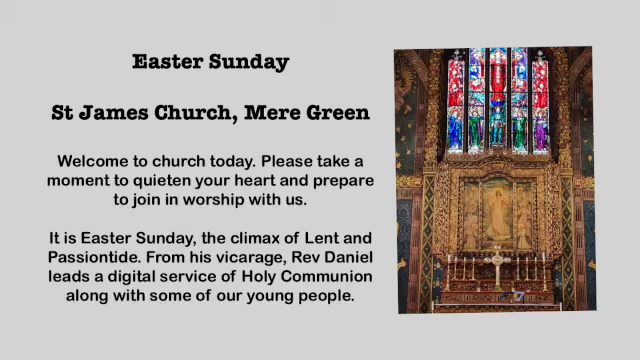 Easter Sunday
St James Church, Mere Green
Welcome to church today. Please take a
moment to quieten your heart and prepare
to join in worship with us.
It is Easter Sunday, the climax of Lent and
Passiontide. From his vicarage, Rev Daniel
leads a digital service of Holy Communion
along with some of our young people.